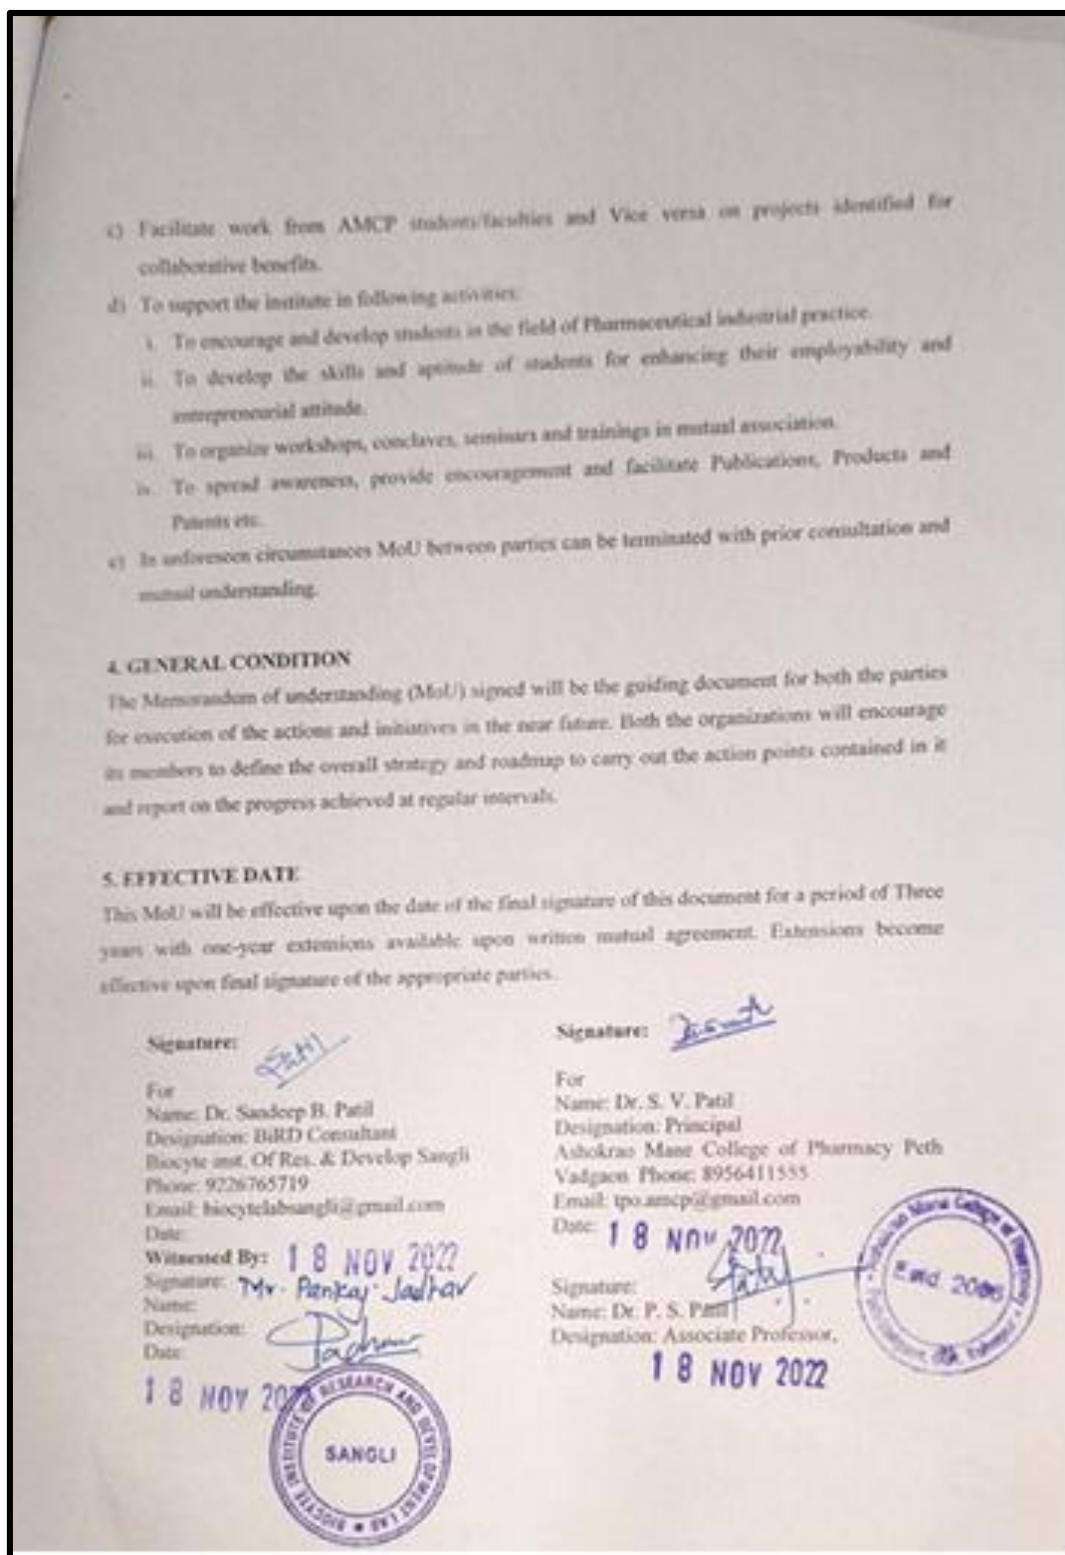 c) Facilitate work from AMCP students/faculties and Vice versa on projects identified for
collaborative benefits.
d) To support the institute in following activities:
i. To encourage and develop students in the field of Pharmaceutical industrial practice.
ii. To develop the skills and aptitude of students for enhancing their employability and
entrepreneurial attitude.
iii. To organize workshops, conclaves, seminars and trainings in mutual association.
iv. To spread awareness, provide encouragement and facilitate Publications, Products and
Patents etc.
e) In unforeseen circumstances MoU between parties can be terminated with prior consultation and
mutual understanding.
4. GENERAL CONDITION
The Memorandom of understanding (MoU) signed will be the guiding document for both the parties
for execution of the actions and initiatives in the near future. Both the organizations will encourage
its members to define the overall strategy and roadmap to carry out the action points contained in it
and report on the progress achieved at regular intervals.
5. EFFECTIVE DATE
This MoU will be effective upon the date of the final signature of this document for a period of Three
years with one-year extensions available upon written mutual agreement. Extensions become
effective upon final signature of the appropriate parties.
Signature:
For
Name: Dr. Sandeep B. Patil
Designation: BiRD Consultant
Biocyte inst. Of Res. & Develop Sangli
Phone: 9226765719
Email: biocytelabsangli@gmail.com
Date:
Witnessed By: 18 NOV 2022
Signature: Mr. Pankaj Jadhav
Name:
Designation:
Date:
18 NOV
BIOCYTE INSTITUTE OF RESEARCH AND DEVELOPMENT LAB
SANGLI
Signature:
For
Name: Dr. S. V. Patil
Designation: Principal
Ashokrao Mane College of Pharmacy Peth
Vadgaon Phone: 8956411555
Email: tpo.amcp@gmail.com
Date: 18 NOV 2022
Signature:
Name: Dr. P. S. Patil
Designation: Associate Professor,
18 NOV 2022
Ashokrao Mane College of Pharmacy
Estd. 2006